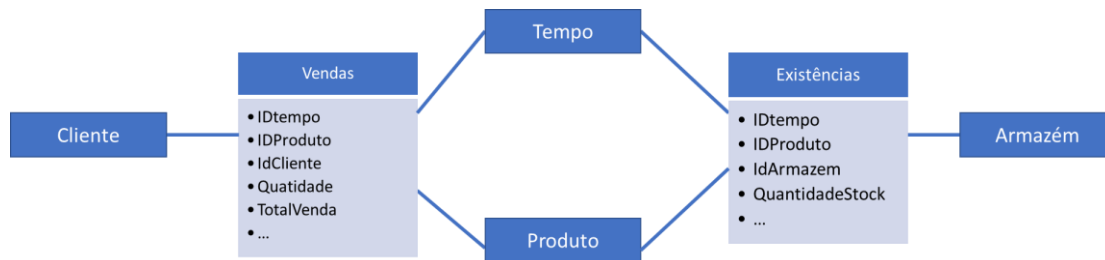 Tempo
Vendas
• IDtempo
• IDProduto
• IdCliente
• Quatidade
• TotalVenda
• ...
Existências
• IDtempo
• IDProduto
• IdArmazem
• QuantidadeStock
• ...
Cliente
Armazém
Produto